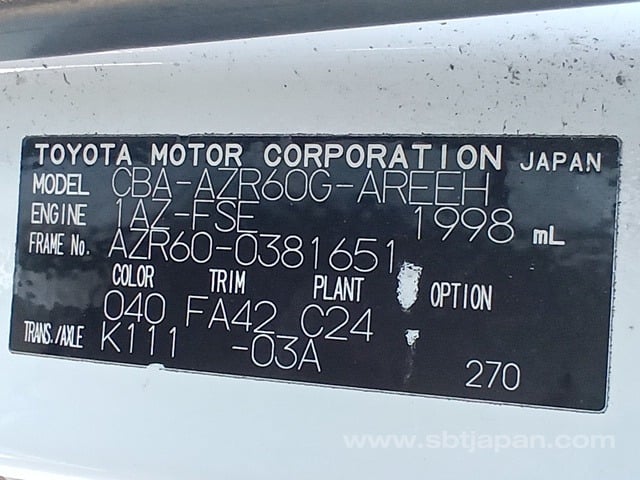 TOYOTA MOTOR CORPORATION JAPAN
MODEL CBA-AZR60G-AREEH
ENGINE 1AZ-FSE 1998 mL
FRAME No. AZR60-0381651
COLOR TRIM PLANT OPTION
040 FA42 C24
TRANS./AXLE K111 -03A
270
www.sbtjapan.com